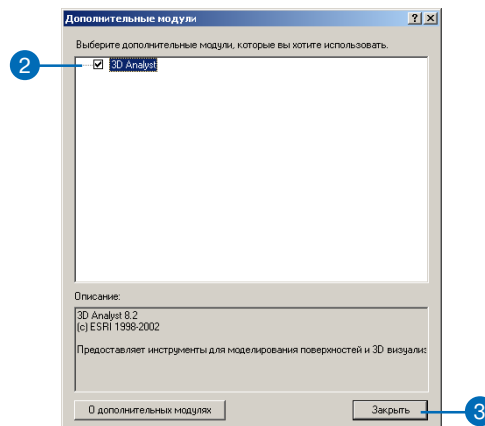 Дополнительные модули
Выберите дополнительные модули, которые вы хотите использовать.
2
3D Analyst
Описание:
3D Analyst 8.2
(c) ESRI 1998-2002
Предоставляет инструменты для моделирования поверхностей и 3D визуали
О дополнительных модулях
Закрыть
3